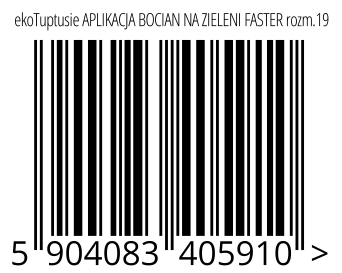 ekoTuptusie APLIKACJA BOCIAN NA ZIELENI FASTER rozm.19
5 904083 405910 >